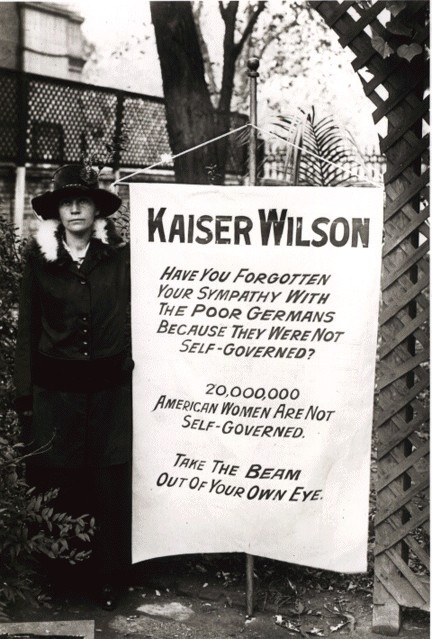 KAISER WILSON
HAVE YOU FORGOTTEN
YOUR SYMPATHY WITH
THE POOR GERMANS
BECAUSE THEY WERE NOT
SELF-GOVERNED?
20,000,000
AMERICAN WOMEN ARE NOT
SELF-GOVERNED.
TAKE THE BEAM
OUT OF YOUR OWN EYE.